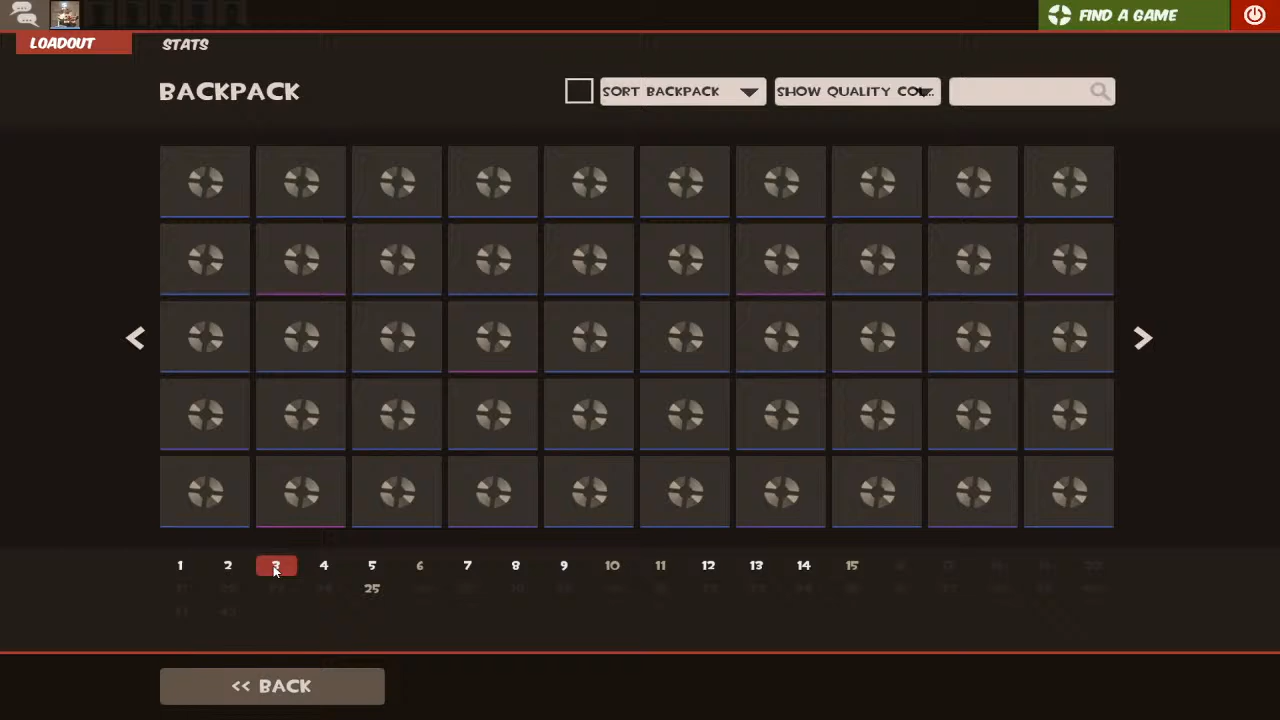 FIND A GAME
LOADOUT STATS
BACKPACK SORT BACKPACK SHOW QUALITY CO...
1 2 3 4 5 6 7 8 9 10 11 12 13 14 15
25
<< BACK